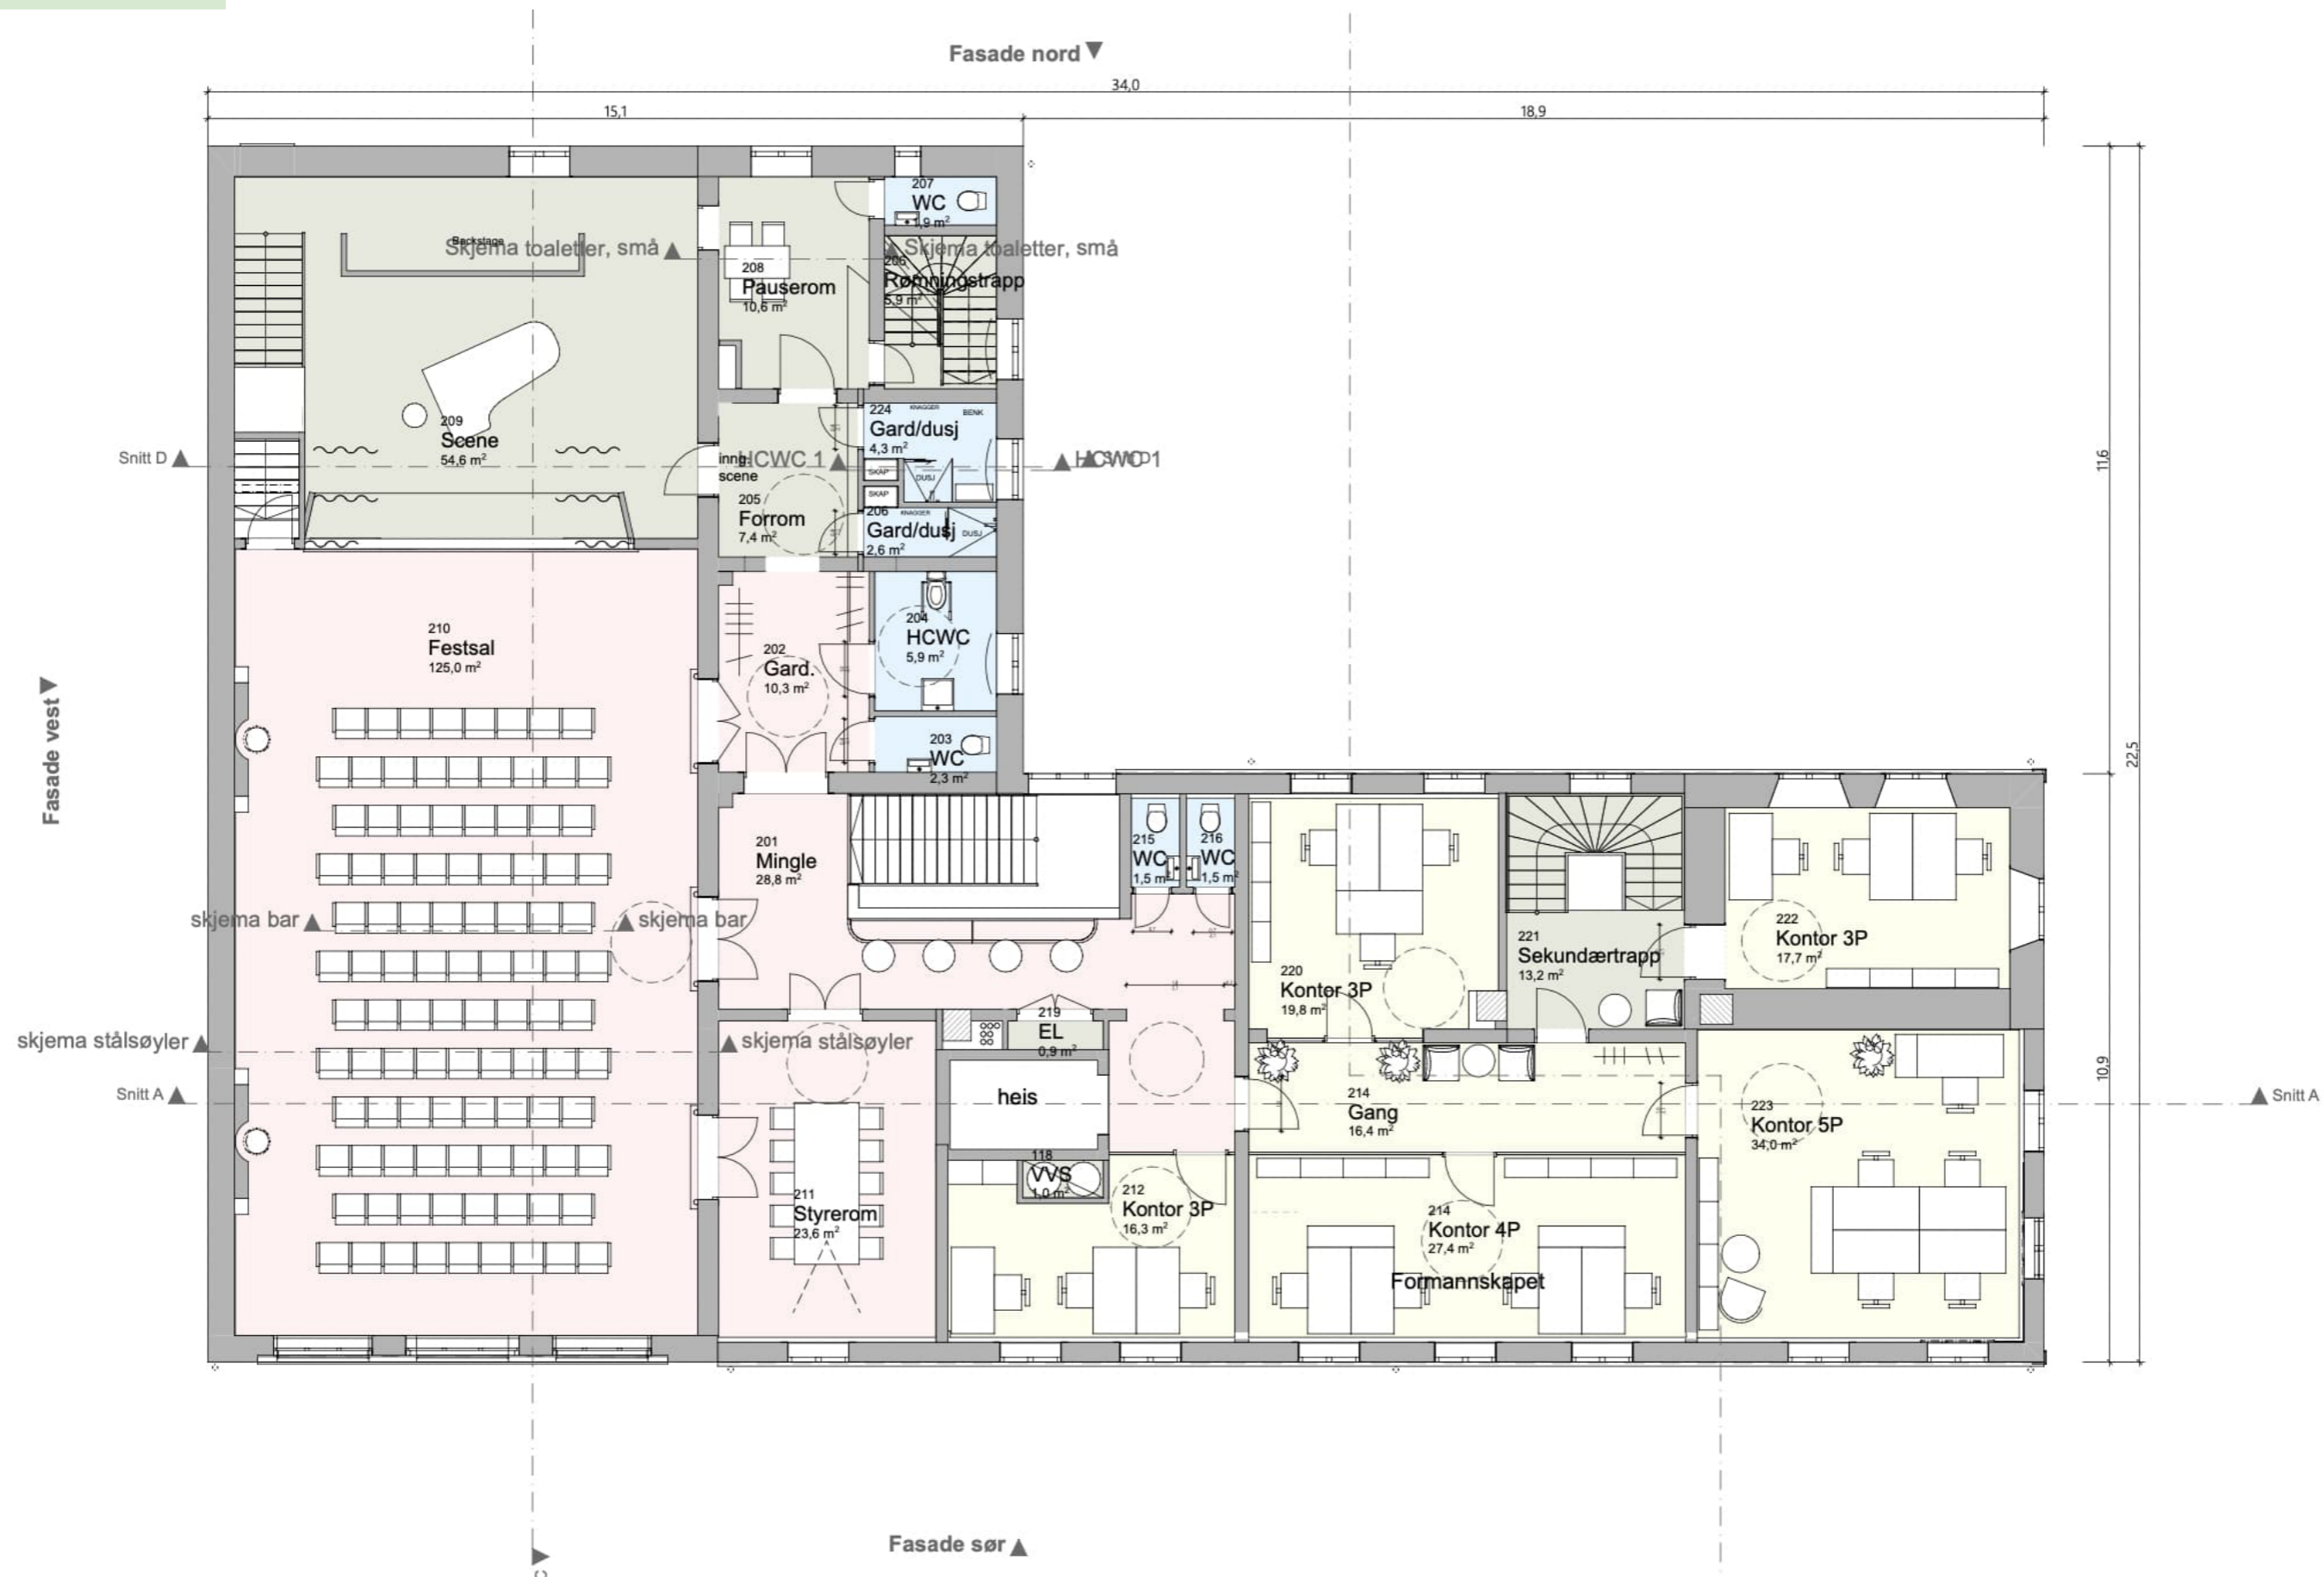 Fasade nord
34,0
15,1
18,9
207
WC
Backstage
Skjema toaletter, små
Skjema toaletter, små
208
Pauserom
10,6 m²
Rømningstrapp
5,9 m²
209
Scene
54,6 m²
224
KNAGGER
BENK
Gard/dusj
4,3 m²
Snitt D
inng.
scene
HCWC 1
HCWC 1
SKAP
DUSJ
SKAP
205
Forrom
7,4 m²
206
KNAGGER
Gard/dusj
DUSJ
2,6 m²
11,6
210
Festsal
125,0 m²
202
Gard.
10,3 m²
204
HCWC
5,9 m²
203
WC
2,3 m²
Fasade vest
22,5
201
Mingle
28,8 m²
215
WC
1,5 m²
216
WC
1,5 m²
skjema bar
skjema bar
220
Kontor 3P
19,8 m²
221
Sekundærtrapp
13,2 m²
222
Kontor 3P
17,7 m²
219
EL
0,9 m²
skjema stålsøyler
skjema stålsøyler
Snitt A
heis
214
Gang
16,4 m²
223
Kontor 5P
34,0 m²
Snitt A
10,9
118
VVS
1,0 m²
211
Styrerom
23,6 m²
212
Kontor 3P
16,3 m²
214
Kontor 4P
27,4 m²
Formannskapet
Fasade sør